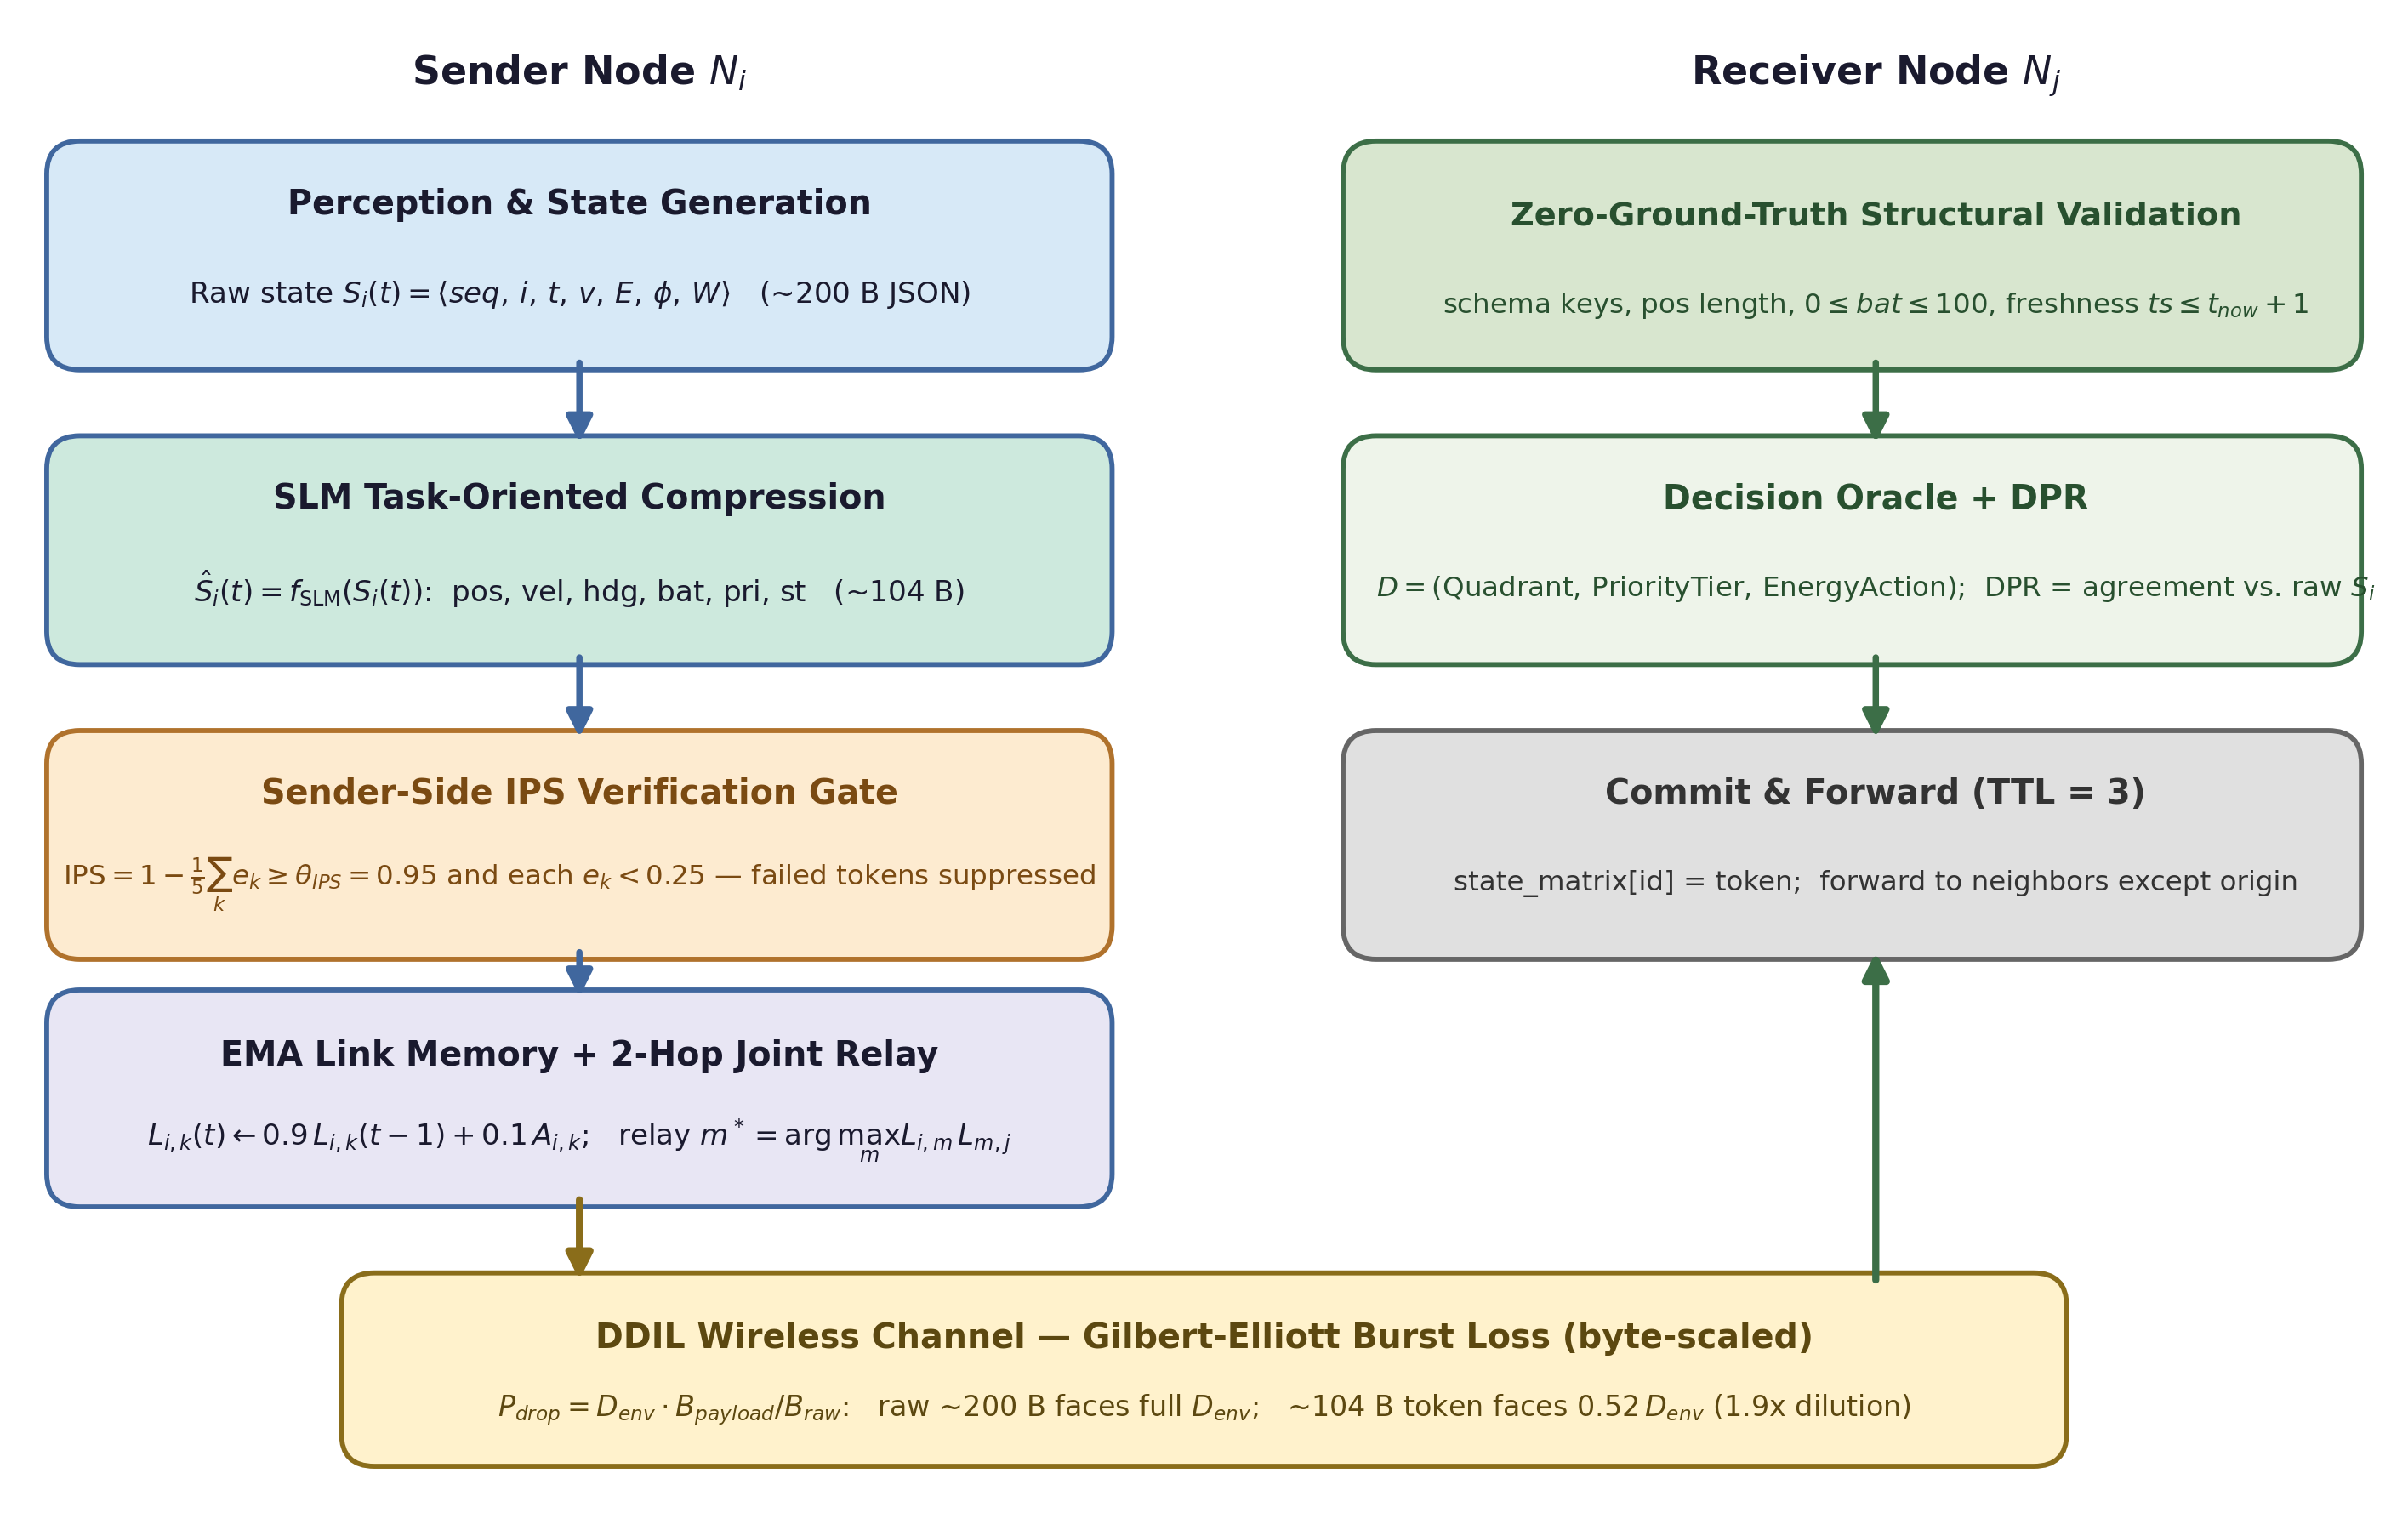 Sender Node N_i
Perception & State Generation
Raw state S_i(t) = ⟨seq, i, t, v, E, ϕ, W⟩ (~200 B JSON)
SLM Task-Oriented Compression
Ŝ_i(t) = f_SLM(S_i(t)): pos, vel, hdg, bat, pri, st (~104 B)
Sender-Side IPS Verification Gate
IPS = 1 − 1/5 ∑_k e_k ≥ θ_IPS = 0.95 and each e_k < 0.25 — failed tokens suppressed
EMA Link Memory + 2-Hop Joint Relay
L_i,k(t) ← 0.9 L_i,k(t − 1) + 0.1 A_i,k; relay m* = arg max_m L_i,m L_m,j
Receiver Node N_j
Zero-Ground-Truth Structural Validation
schema keys, pos length, 0 ≤ bat ≤ 100, freshness ts ≤ t_now + 1
Decision Oracle + DPR
D = (Quadrant, PriorityTier, EnergyAction); DPR = agreement vs. raw S_i
Commit & Forward (TTL = 3)
state_matrix[id] = token; forward to neighbors except origin
DDIL Wireless Channel — Gilbert-Elliott Burst Loss (byte-scaled)
P_drop = D_env · B_payload/B_raw: raw ~200 B faces full D_env; ~104 B token faces 0.52 D_env (1.9x dilution)